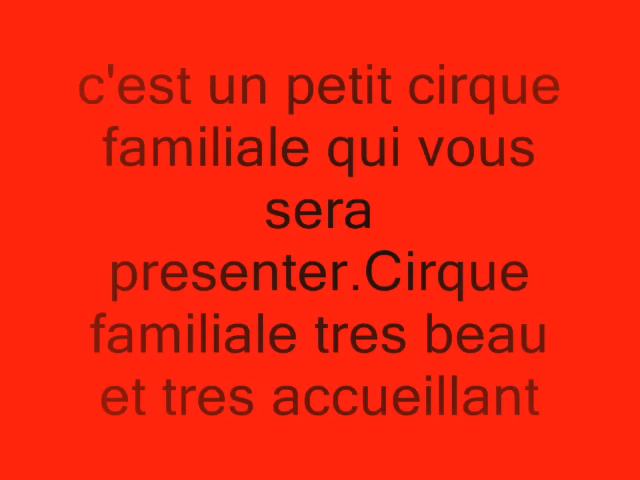 c'est un petit cirque
familiale qui vous
sera
presenter.Cirque
familiale tres beau
et tres accueillant